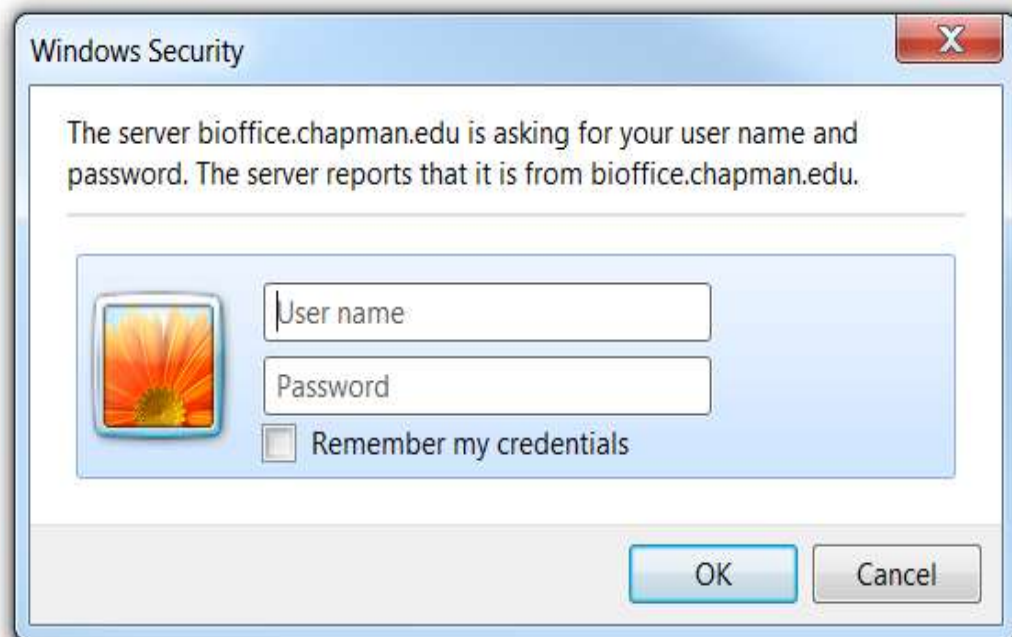 Windows Security
X
The server bioffice.chapman.edu is asking for your user name and
password. The server reports that it is from bioffice.chapman.edu.
User name
Password
Remember my credentials
OK
Cancel